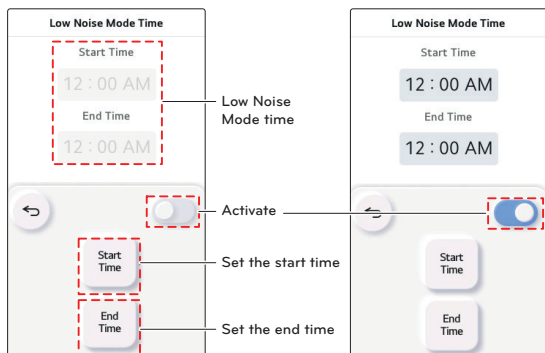 Low Noise Mode Time
Start Time
12 : 00 AM
End Time
12 : 00 AM
Start
Time
End
Time
Low Noise
Mode time
Activate
Set the start time
Set the end time
Low Noise Mode Time
Start Time
12 : 00 AM
End Time
12 : 00 AM
Start
Time
End
Time